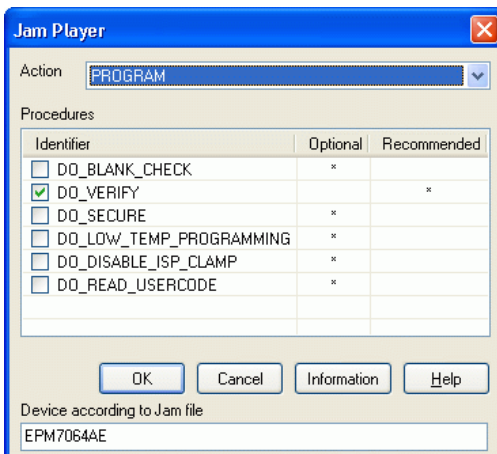 Jam Player
Action PROGRAM
Procedures
Identifier Optional Recommended
DO_BLANK_CHECK *
DO_VERIFY *
DO_SECURE *
DO_LOW_TEMP_PROGRAMMING *
DO_DISABLE_ISP_CLAMP *
DO_READ_USERCODE *
OK Cancel Information Help
Device according to Jam file
EPM7064AE